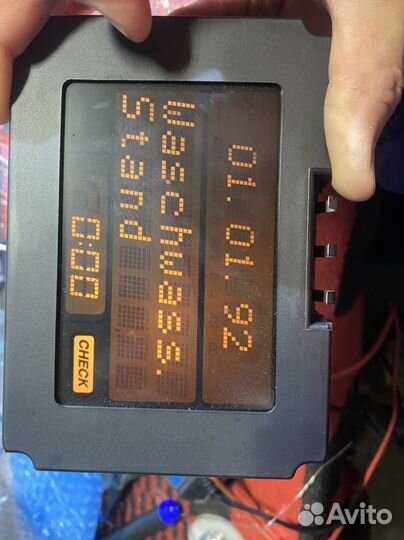 01. 01. 92
Waschwass.
Stand
0:00 CHECK
Avito